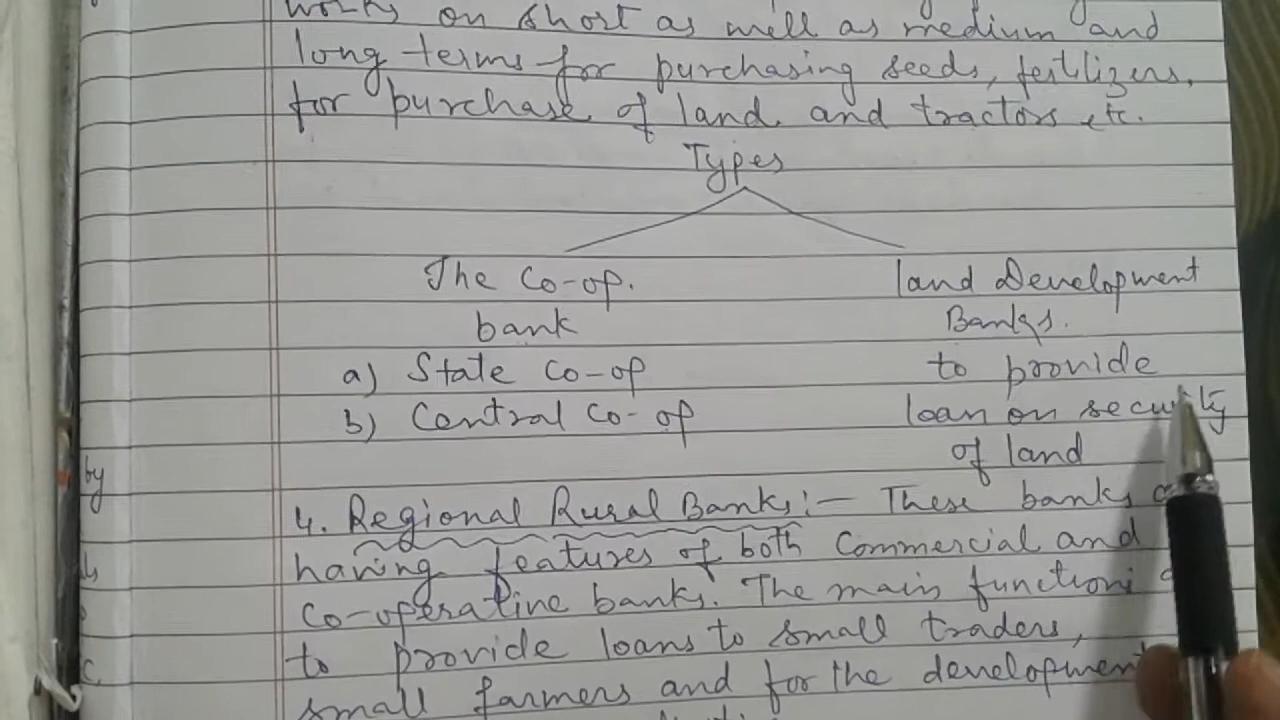 works on short as well as medium and
long terms for purchasing seeds, fertilizers,
for purchase of land and tractors etc.
Types
The Co-op. bank
a) State Co-op
b) Central Co-op
land Development
Banks.
to provide
loan on security
of land
4. Regional Rural Banks:- These banks
having features of both Commercial and
Co-operative banks. The main function
to provide loans to small traders,
small farmers and for the development
by